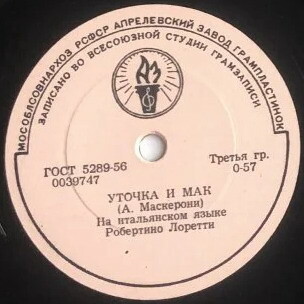 МОСОБЛСОВНАРХОЗ РСФСР АПРЕЛЕВСКИЙ ЗАВОД ГРАМПЛАСТИНОК
ЗАПИСАНО ВО ВСЕСОЮЗНОЙ СТУДИИ ГРАМЗАПИСИ
ГОСТ 5289-56
0039747
Третья гр.
0-57
УТОЧКА И МАК
(А. Маскерони)
На итальянском языке
Робертино Лоретти